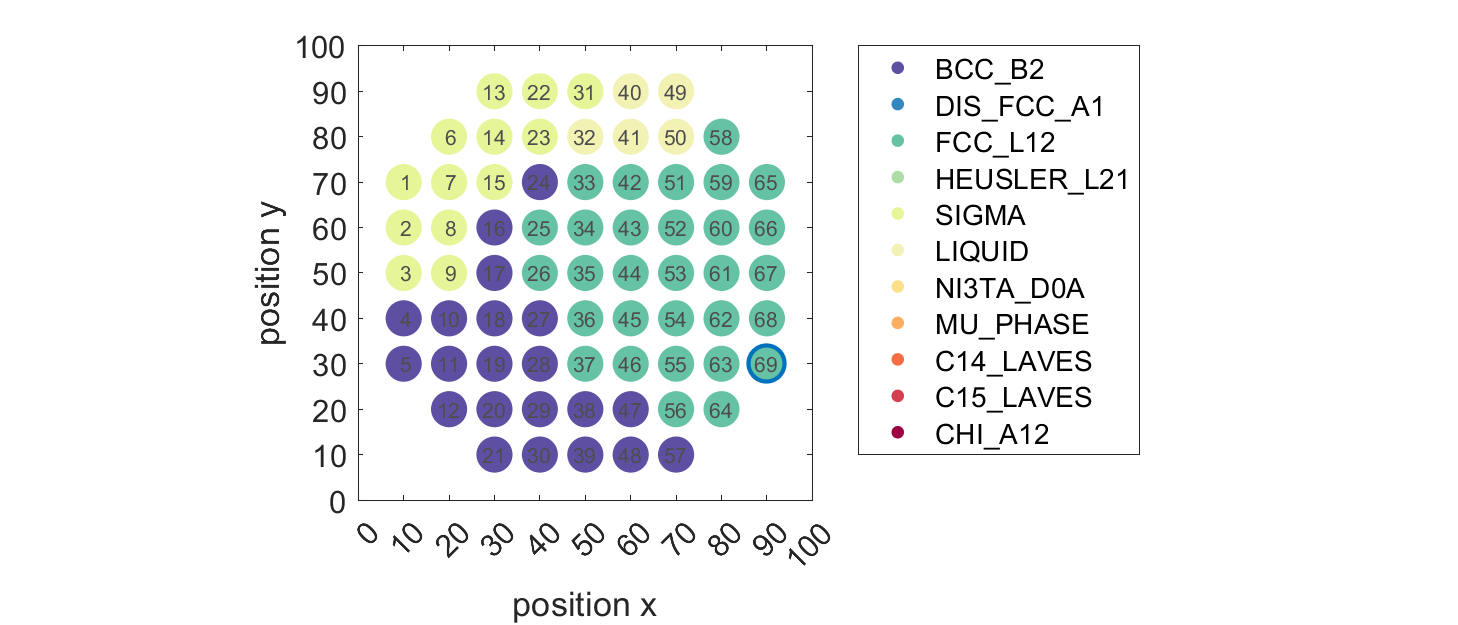 100
90
80
70
60
50
40
30
20
10
0
position y
13 22 31 40 49
6 14 23 32 41 50 58
1 7 15 24 33 42 51 59 65
2 8 16 25 34 43 52 60 66
3 9 17 26 35 44 53 61 67
4 10 18 27 36 45 54 62 68
5 11 19 28 37 46 55 63 69
12 20 29 38 47 56 64
21 30 39 48 57
0 10 20 30 40 50 60 70 80 90 100
position x
BCC_B2
DIS_FCC_A1
FCC_L12
HEUSLER_L21
SIGMA
LIQUID
NI3TA_D0A
MU_PHASE
C14_LAVES
C15_LAVES
CHI_A12